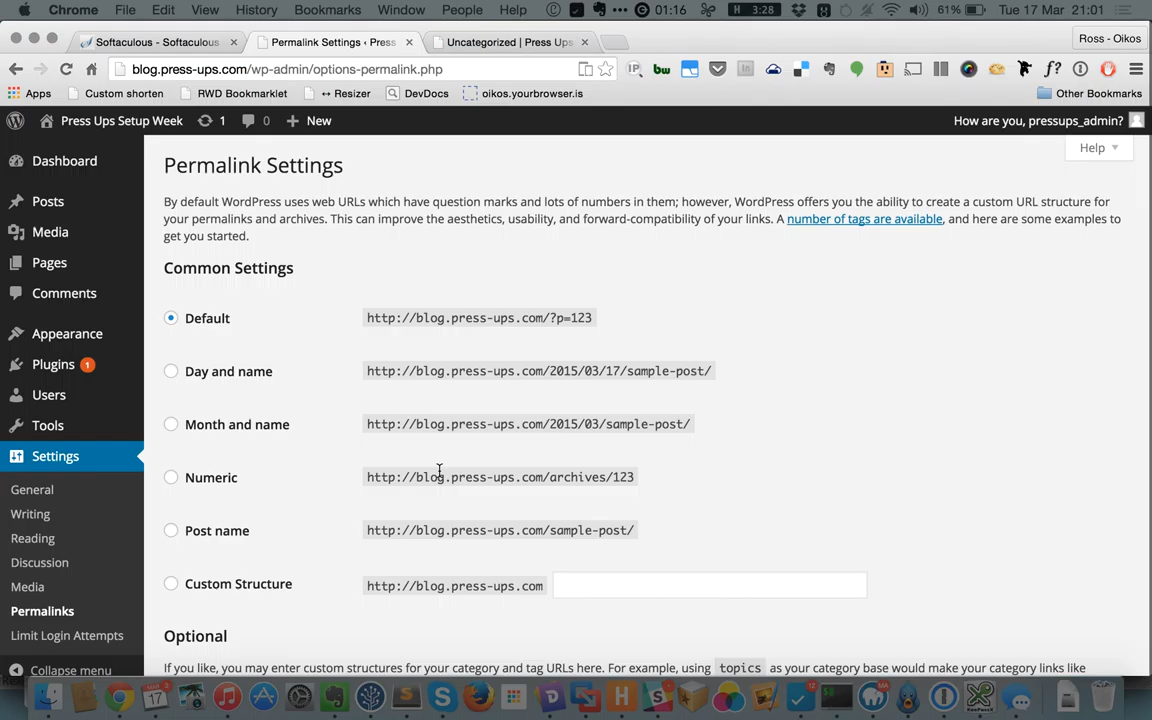 Chrome File Edit View History Bookmarks Window People Help 01:16 H 3:28 61% Tue 17 Mar 21:01
Softaculous - Softaculous × Permalink Settings ‹ Press × Uncategorized | Press Ups × Ross - Oikos
blog.press-ups.com/wp-admin/options-permalink.php
Apps Custom shorten RWD Bookmarklet ↔ Resizer DevDocs oikos.yourbrowser.is Other Bookmarks
Press Ups Setup Week 1 0 + New How are you, pressups_admin?
Help
Dashboard
Posts
Media
Pages
Comments
Appearance
Plugins 1
Users
Tools
Settings
General
Writing
Reading
Discussion
Media
Permalinks
Limit Login Attempts
Collapse menu
Permalink Settings
By default WordPress uses web URLs which have question marks and lots of numbers in them; however, WordPress offers you the ability to create a custom URL structure for
your permalinks and archives. This can improve the aesthetics, usability, and forward-compatibility of your links. A number of tags are available, and here are some examples to
get you started.
Common Settings
Default http://blog.press-ups.com/?p=123
Day and name http://blog.press-ups.com/2015/03/17/sample-post/
Month and name http://blog.press-ups.com/2015/03/sample-post/
Numeric http://blog.press-ups.com/archives/123
Post name http://blog.press-ups.com/sample-post/
Custom Structure http://blog.press-ups.com
Optional
If you like, you may enter custom structures for your category and tag URLs here. For example, using topics as your category base would make your category links like